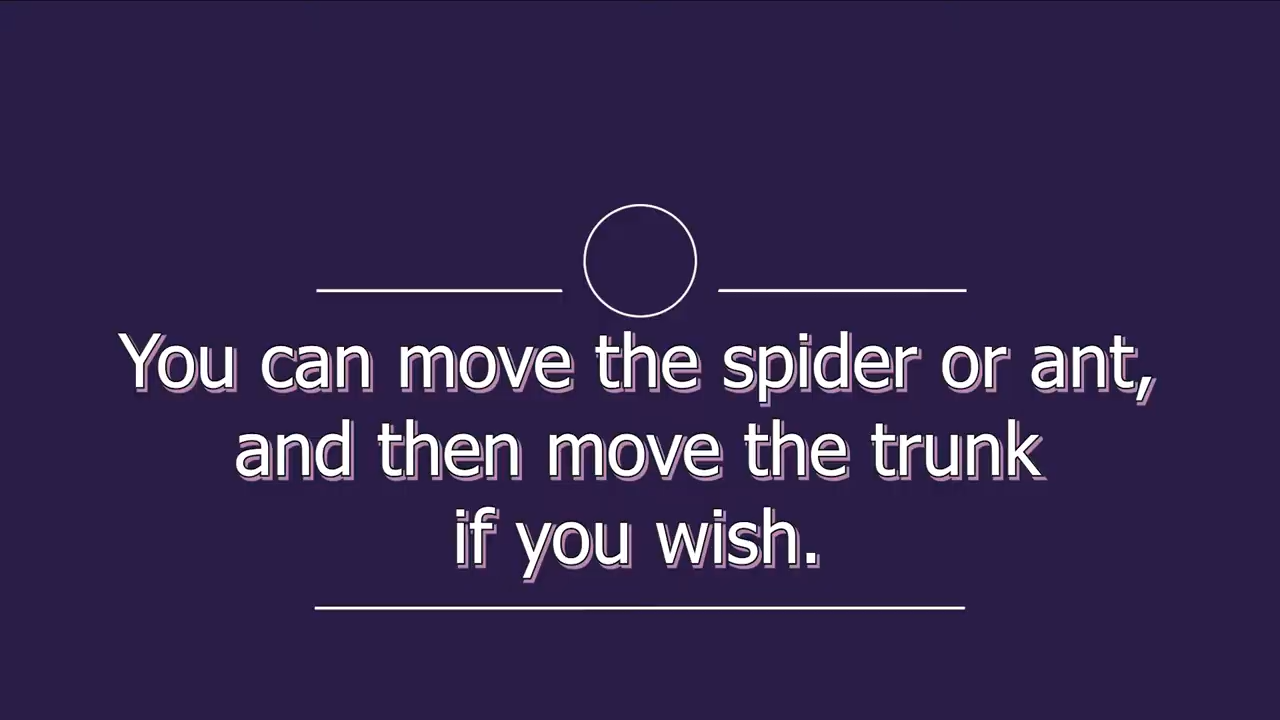 You can move the spider or ant,
and then move the trunk
if you wish.